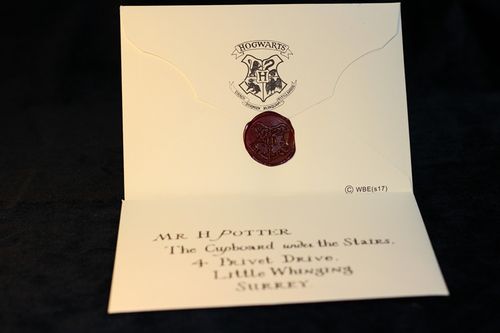 HOGWARTS
H
© WBE(s17)
Mr H Potter
The Cupboard under the Stairs,
4 Privet Drive,
Little Whinging
Surrey